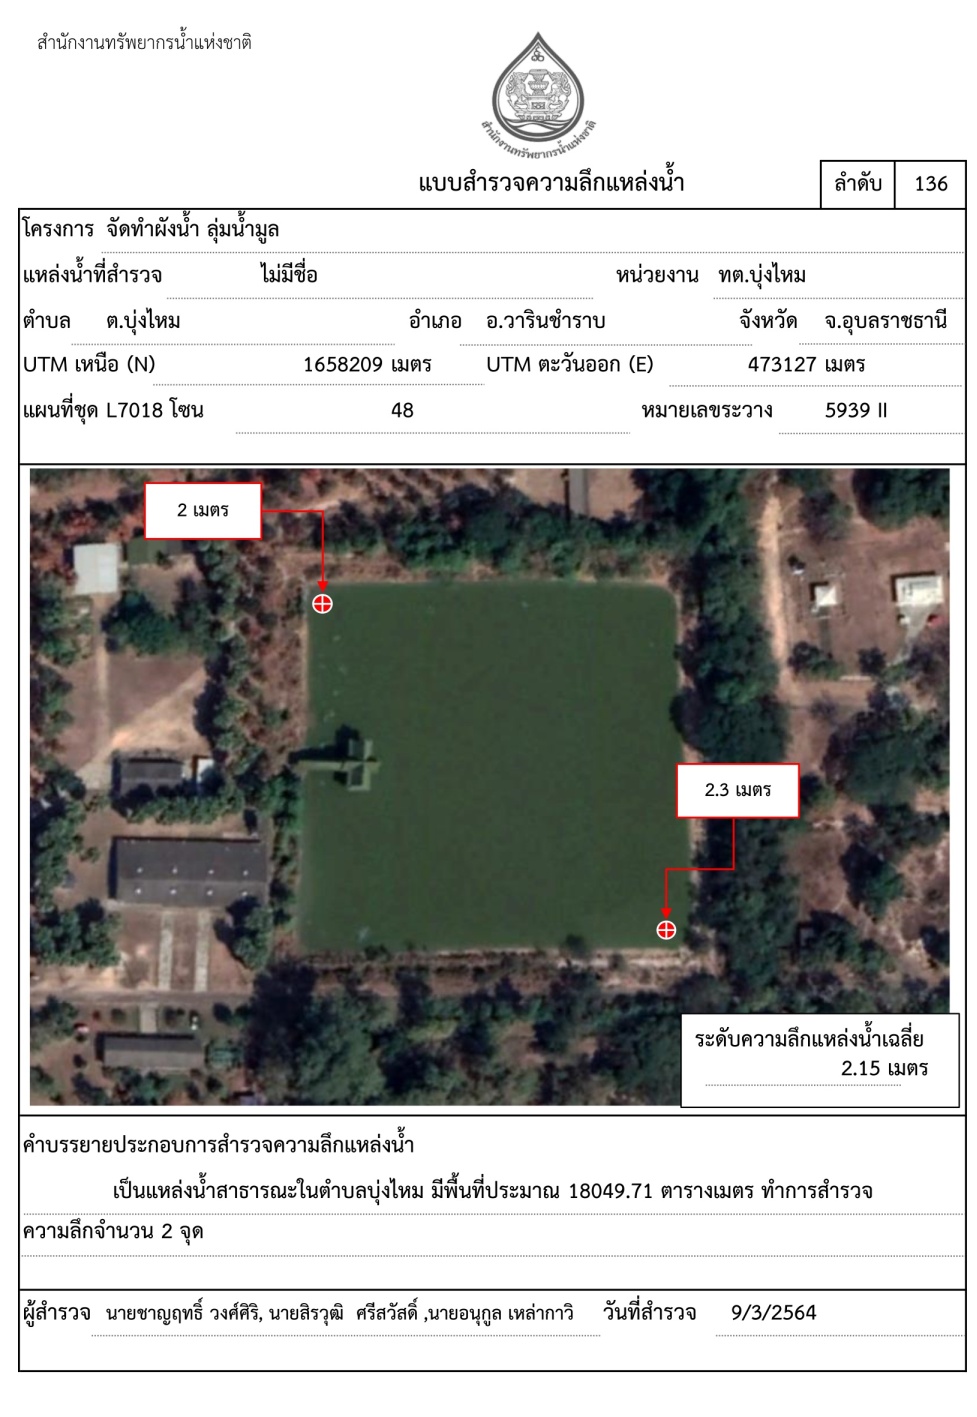 สำนักงานทรัพยากรน้ำแห่งชาติ
สำนักงานทรัพยากรน้ำแห่งชาติ
แบบสำรวจความลึกแหล่งน้ำ
ลำดับ 136
โครงการ จัดทำผังน้ำ ลุ่มน้ำมูล
แหล่งน้ำที่สำรวจ ไม่มีชื่อ หน่วยงาน ทต.บุ่งไหม
ตำบล ต.บุ่งไหม อำเภอ อ.วารินชำราบ จังหวัด จ.อุบลราชธานี
UTM เหนือ (N) 1658209 เมตร UTM ตะวันออก (E) 473127 เมตร
แผนที่ชุด L7018 โซน 48 หมายเลขระวาง 5939 II
2 เมตร
2.3 เมตร
ระดับความลึกแหล่งน้ำเฉลี่ย
2.15 เมตร
คำบรรยายประกอบการสำรวจความลึกแหล่งน้ำ
เป็นแหล่งน้ำสาธารณะในตำบลบุ่งไหม มีพื้นที่ประมาณ 18049.71 ตารางเมตร ทำการสำรวจ
ความลึกจำนวน 2 จุด
ผู้สำรวจ นายชาญฤทธิ์ วงศ์ศิริ, นายสิรวุฒิ ศรีสวัสดิ์ ,นายอนุกูล เหล่ากาวิ วันที่สำรวจ 9/3/2564